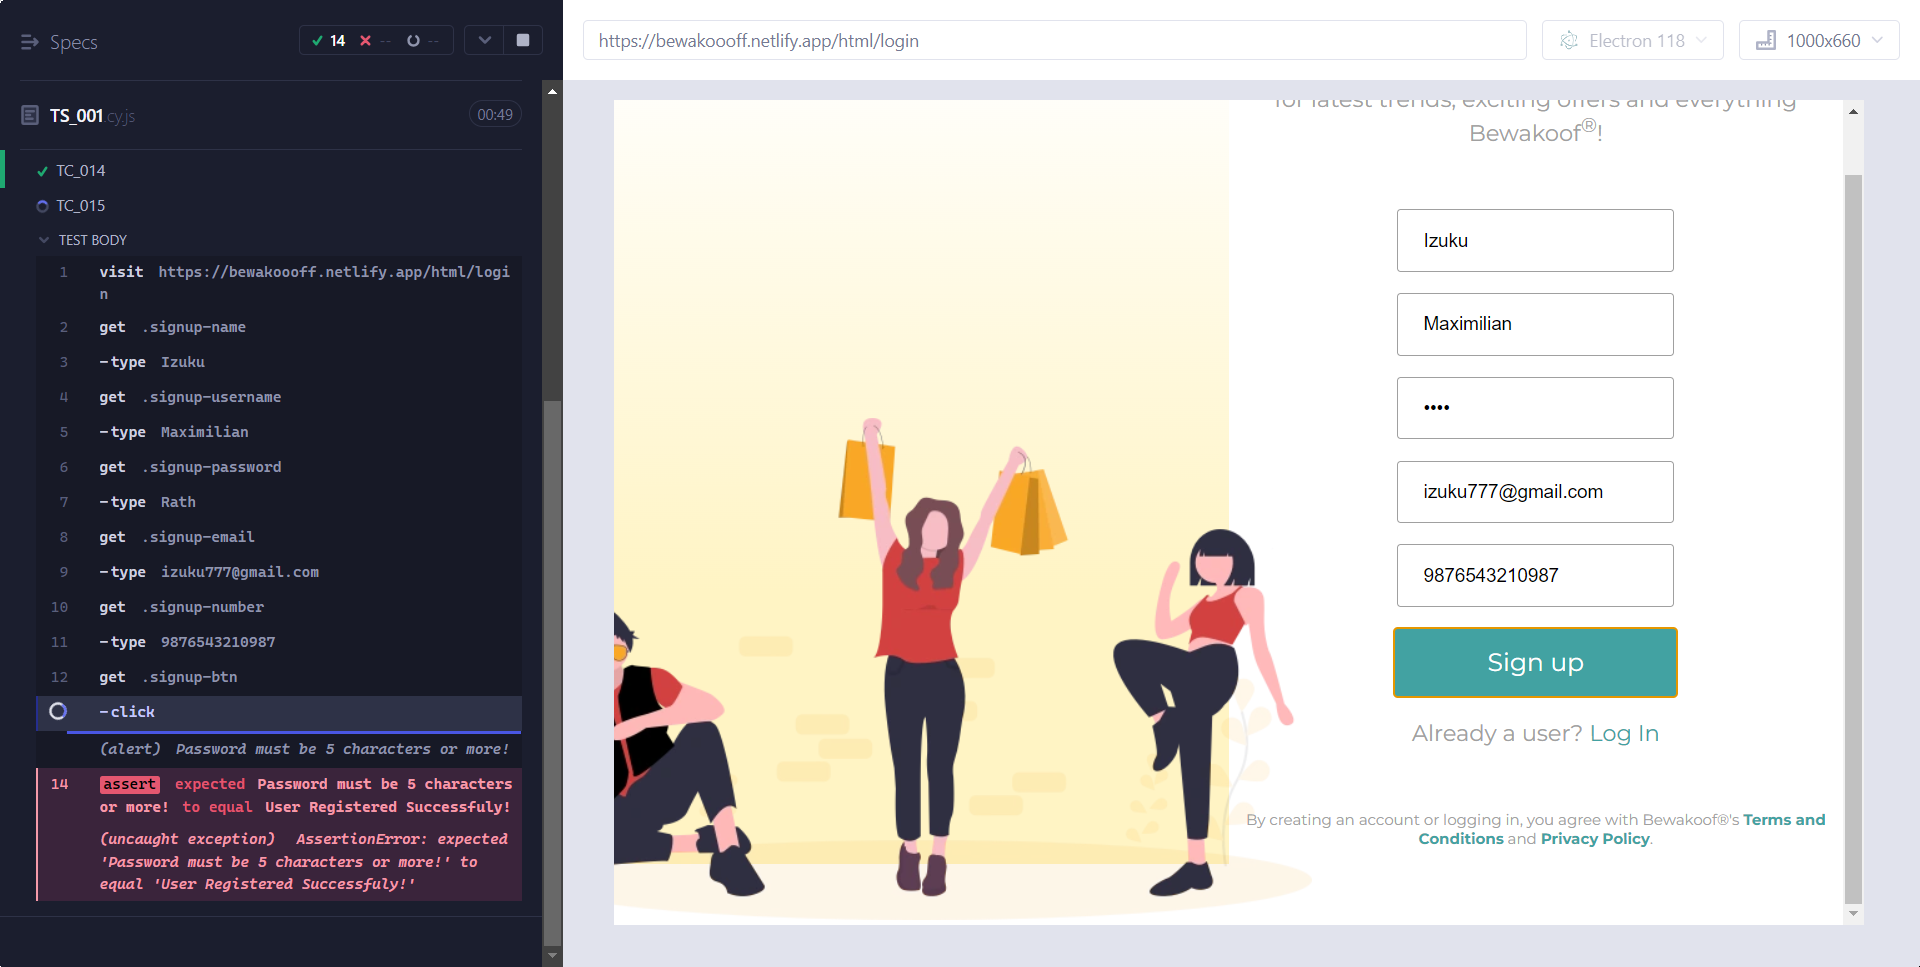 Specs
14
--
--
TS_001.cy.js
00:49
TC_014
TC_015
TEST BODY
1 visit https://bewakoooff.netlify.app/html/logi
n
2 get .signup-name
3 -type Izuku
4 get .signup-username
5 -type Maximilian
6 get .signup-password
7 -type Rath
8 get .signup-email
9 -type izuku777@gmail.com
10 get .signup-number
11 -type 9876543210987
12 get .signup-btn
-click
(alert) Password must be 5 characters or more!
14 assert expected Password must be 5 characters
or more! to equal User Registered Successfuly!
(uncaught exception) AssertionError: expected
'Password must be 5 characters or more!' to
equal 'User Registered Successfuly!'
https://bewakoooff.netlify.app/html/login
Electron 118
1000x660
for latest trends, exciting offers and everything
Bewakoof®!
Izuku
Maximilian
••••
izuku777@gmail.com
9876543210987
Sign up
Already a user? Log In
By creating an account or logging in, you agree with Bewakoof®'s Terms and
Conditions and Privacy Policy.